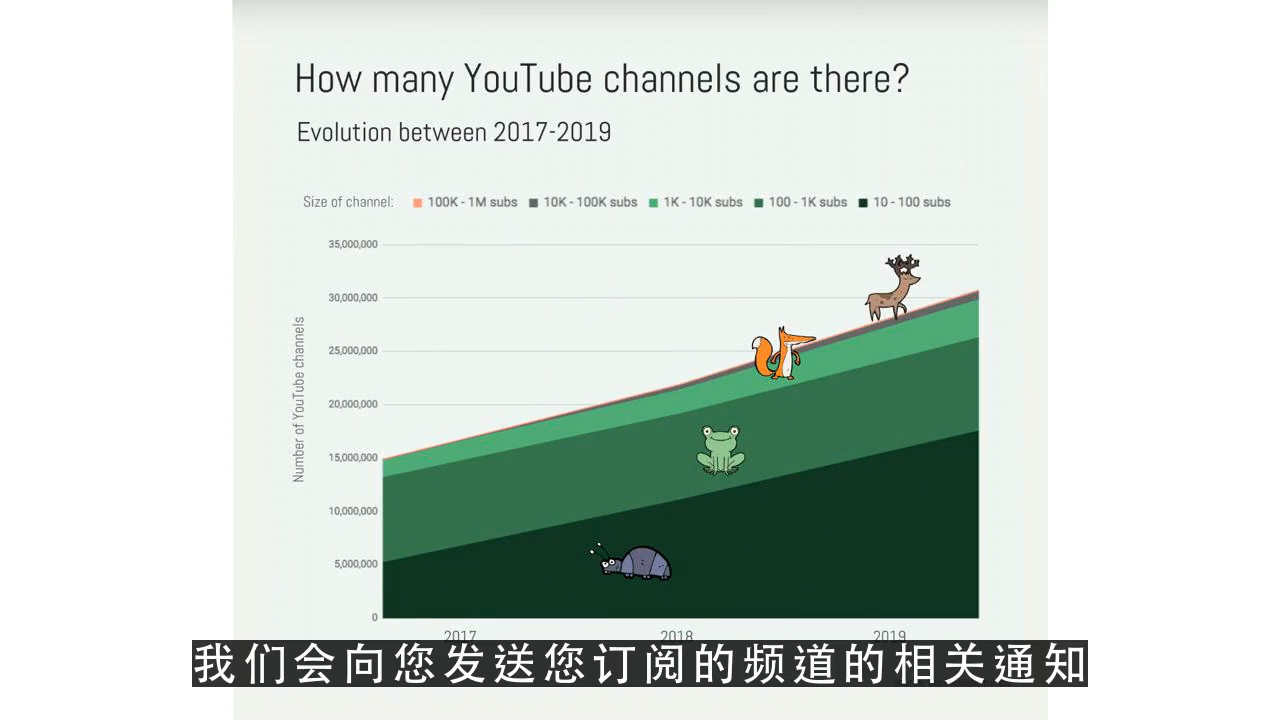 How many YouTube channels are there?
Evolution between 2017-2019
Size of channel: 100K - 1M subs 10K - 100K subs 1K - 10K subs 100 - 1K subs 10 - 100 subs
35,000,000
30,000,000
25,000,000
20,000,000
15,000,000
10,000,000
5,000,000
0
Number of YouTube channels
2017 2018 2019
我们会向您发送您订阅的频道的相关通知